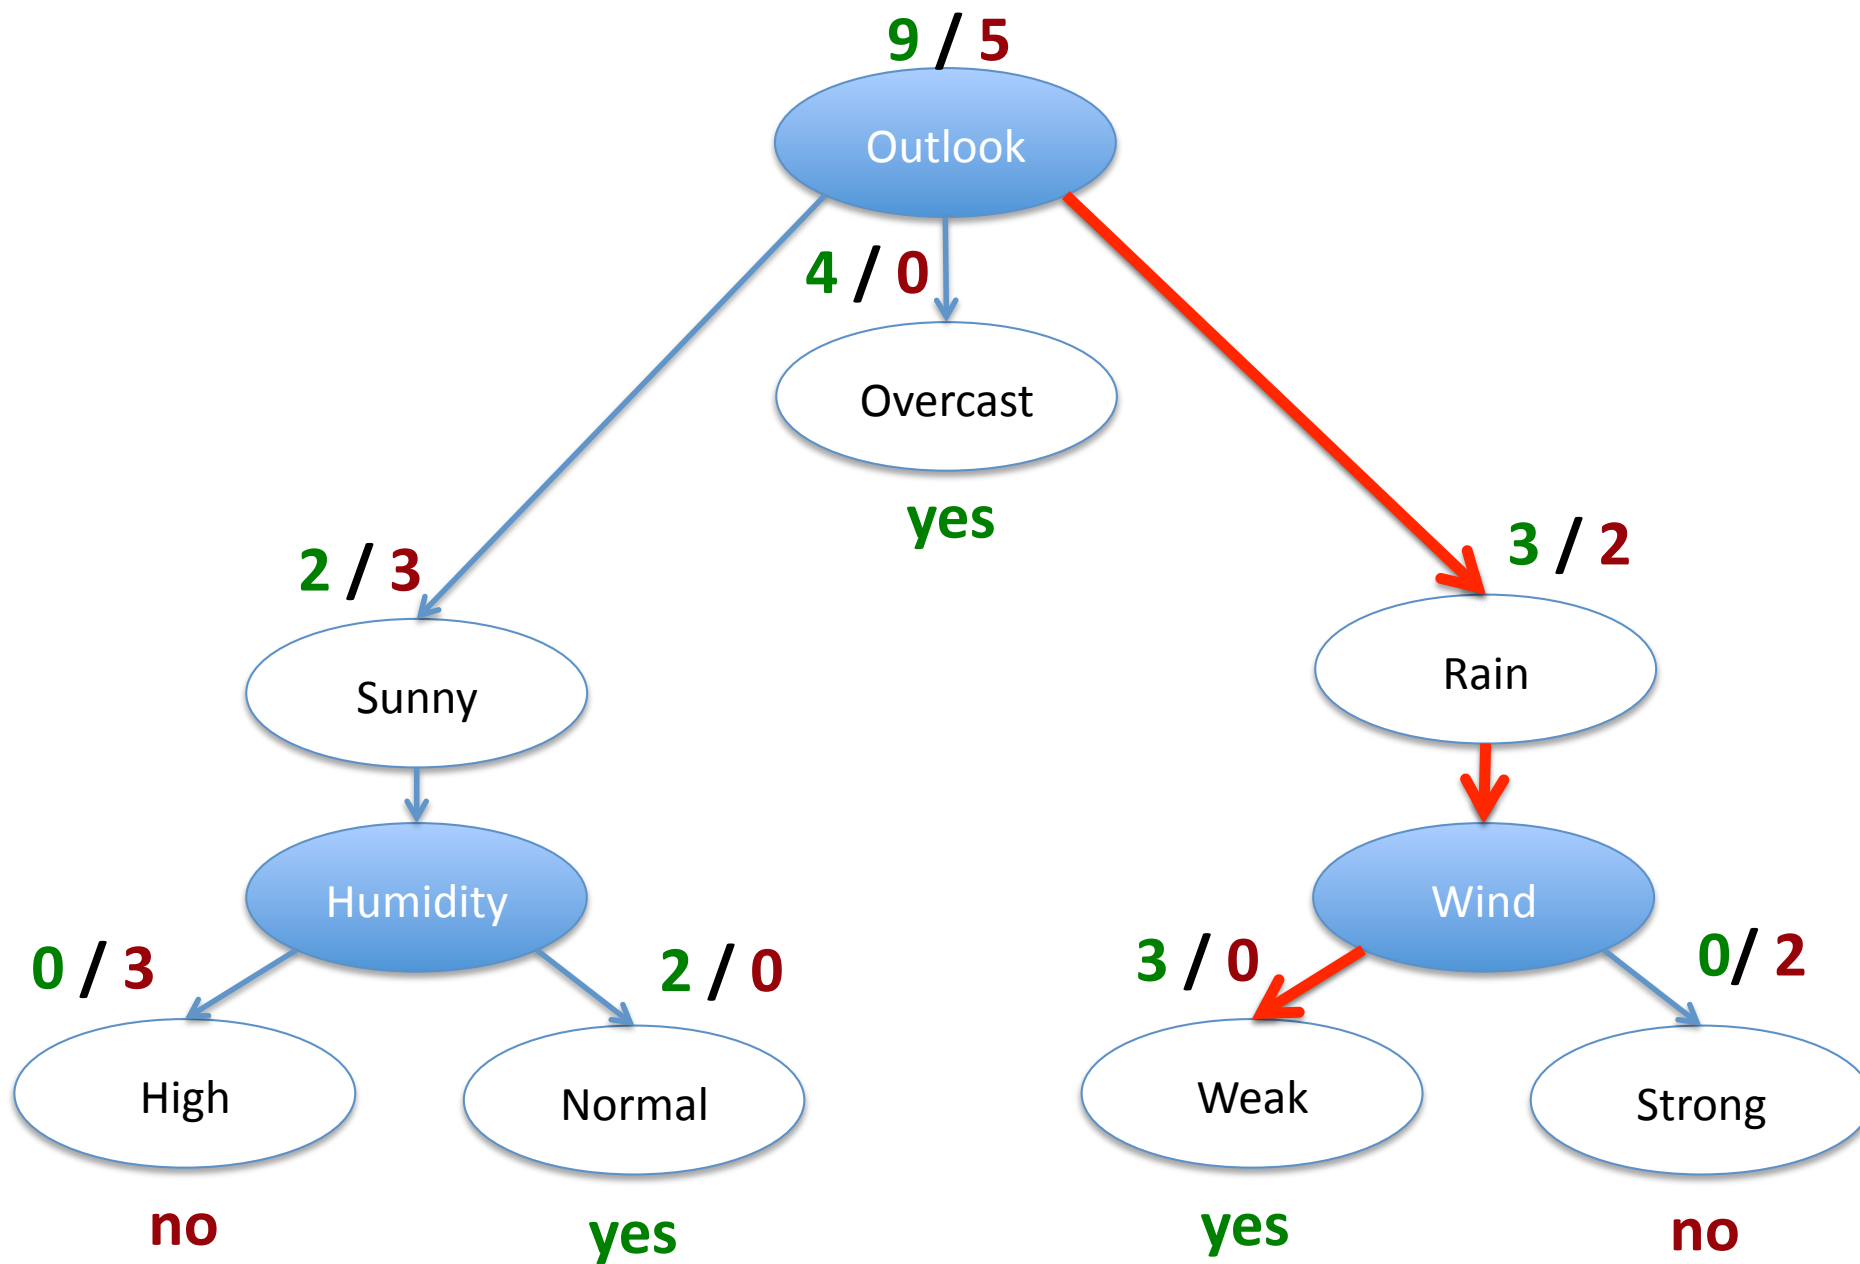 9 / 5
Outlook
4 / 0
Overcast
yes
2 / 3
3 / 2
Sunny
Rain
Humidity
Wind
0 / 3
2 / 0
3 / 0
0/ 2
High
Normal
Weak
Strong
no
yes
yes
no